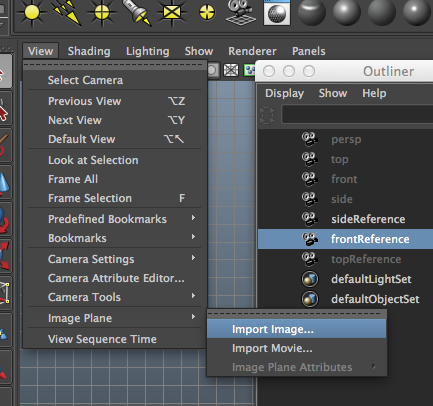 View Shading Lighting Show Renderer Panels
Select Camera
Previous View ⌥Z
Next View ⌥Y
Default View ⌥↖
Look at Selection
Frame All
Frame Selection F
Predefined Bookmarks
Bookmarks
Camera Settings
Camera Attribute Editor...
Camera Tools
Image Plane
View Sequence Time
Import Image...
Import Movie...
Image Plane Attributes
Outliner
Display Show Help
persp
top
front
side
sideReference
frontReference
topReference
defaultLightSet
defaultObjectSet